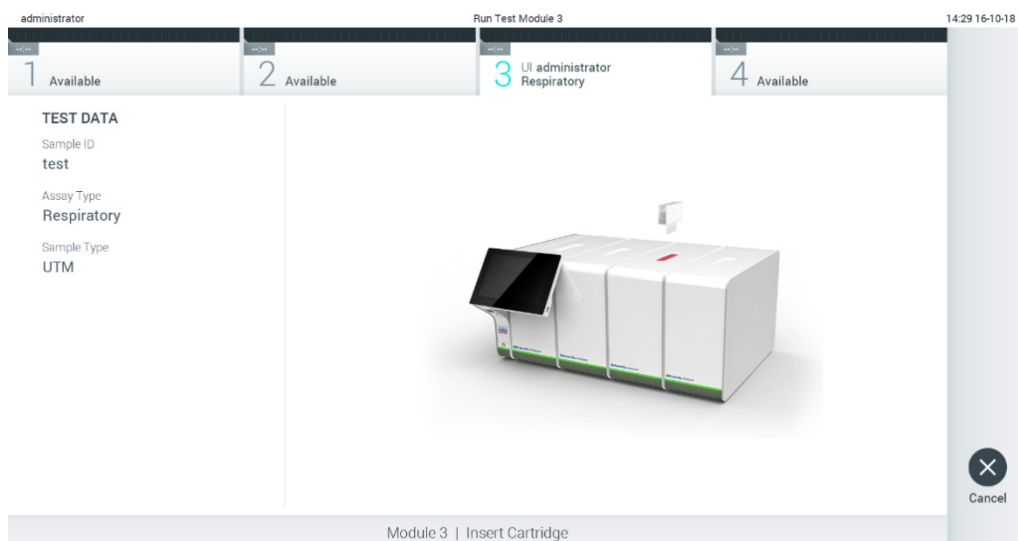 administrator
Run Test Module 3
14:29 16-10-18
--:--
--:--
--:--
--:--
1 Available
2 Available
3 UI administrator
Respiratory
4 Available
TEST DATA
Sample ID
test
Assay Type
Respiratory
Sample Type
UTM
Cancel
Module 3 | Insert Cartridge